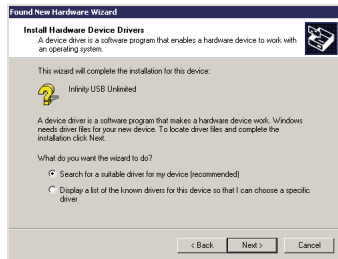 Found New Hardware Wizard
Install Hardware Device Drivers
A device driver is a software program that enables a hardware device to work with
an operating system.
This wizard will complete the installation for this device:
Infinity USB Unlimited
A device driver is a software program that makes a hardware device work. Windows
needs driver files for your new device. To locate driver files and complete the
installation click Next.
What do you want the wizard to do?
Search for a suitable driver for my device (recommended)
Display a list of the known drivers for this device so that I can choose a specific
driver
< Back Next > Cancel